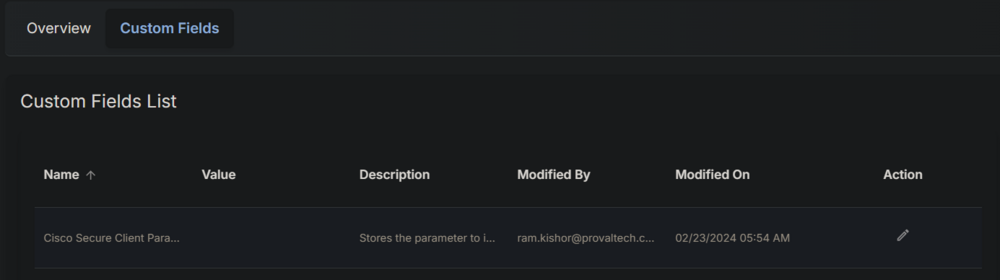 Overview Custom Fields
Custom Fields List
Name ↑ Value Description Modified By Modified On Action
Cisco Secure Client Para... Stores the parameter to i... ram.kishor@provaltech.c... 02/23/2024 05:54 AM